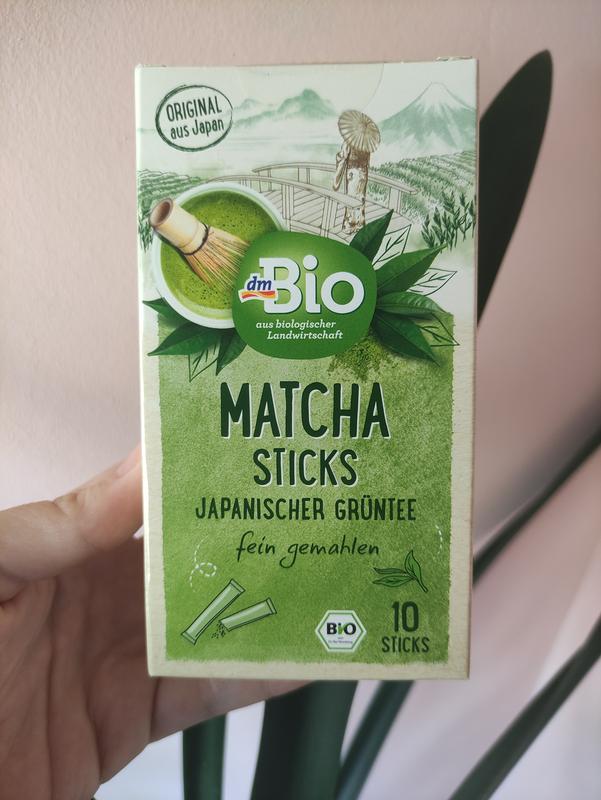 ORIGINAL
aus Japan
dm
Bio
aus biologischer
Landwirtschaft
MATCHA
STICKS
JAPANISCHER GRÜNTEE
fein gemahlen
BIO
10
STICKS